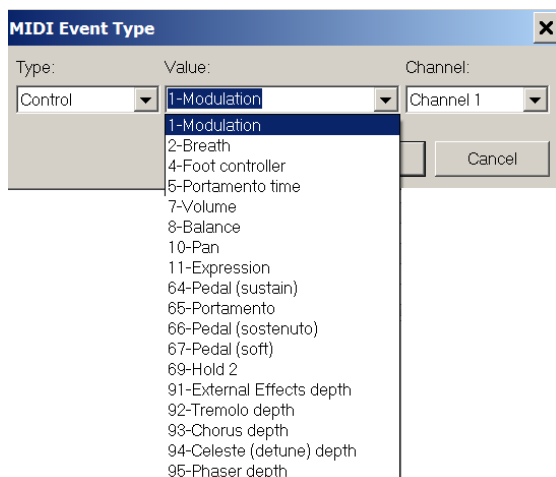 MIDI Event Type
Type: Value: Channel:
Control 1-Modulation Channel 1
1-Modulation
2-Breath
4-Foot controller
Cancel
5-Portamento time
7-Volume
8-Balance
10-Pan
11-Expression
64-Pedal (sustain)
65-Portamento
66-Pedal (sostenuto)
67-Pedal (soft)
69-Hold 2
91-External Effects depth
92-Tremolo depth
93-Chorus depth
94-Celeste (detune) depth
95-Phaser depth